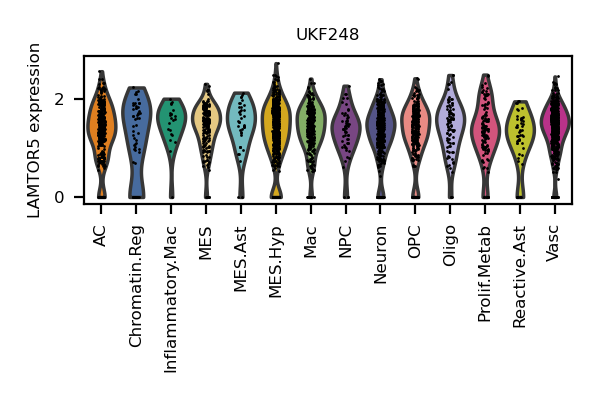 UKF248
LAMTOR5 expression
2
0
AC
Chromatin.Reg
Inflammatory.Mac
MES
MES.Ast
MES.Hyp
Mac
NPC
Neuron
OPC
Oligo
Prolif.Metab
Reactive.Ast
Vasc